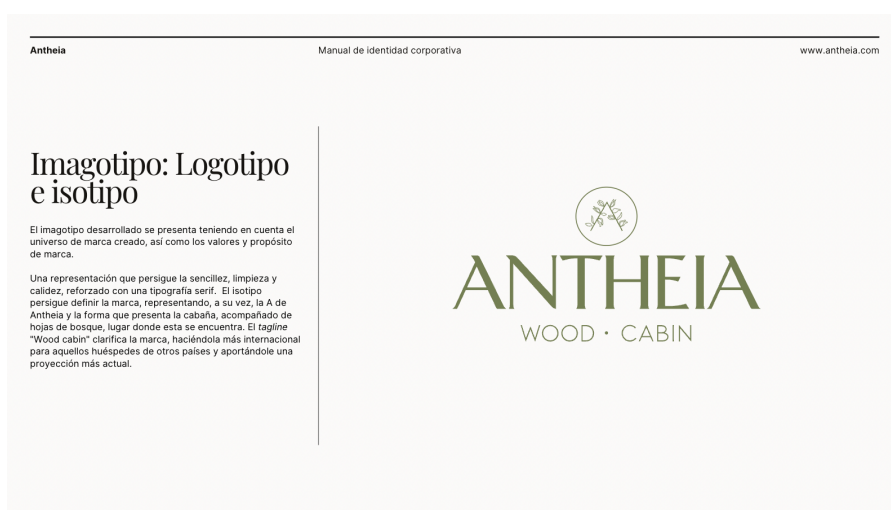 Antheia
Manual de identidad corporativa
www.antheia.com
Imagotipo: Logotipo
e isotipo
El imagotipo desarrollado se presenta teniendo en cuenta el
universo de marca creado, así como los valores y propósito
de marca.
Una representación que persigue la sencillez, limpieza y
calidez, reforzado con una tipografía serif.  El isotipo
persigue definir la marca, representando, a su vez, la A de
Antheia y la forma que presenta la cabaña, acompañado de
hojas de bosque, lugar donde esta se encuentra. El tagline
"Wood cabin" clarifica la marca, haciéndola más internacional
para aquellos huéspedes de otros países y aportándole una
proyección más actual.
ANTHEIA
WOOD · CABIN